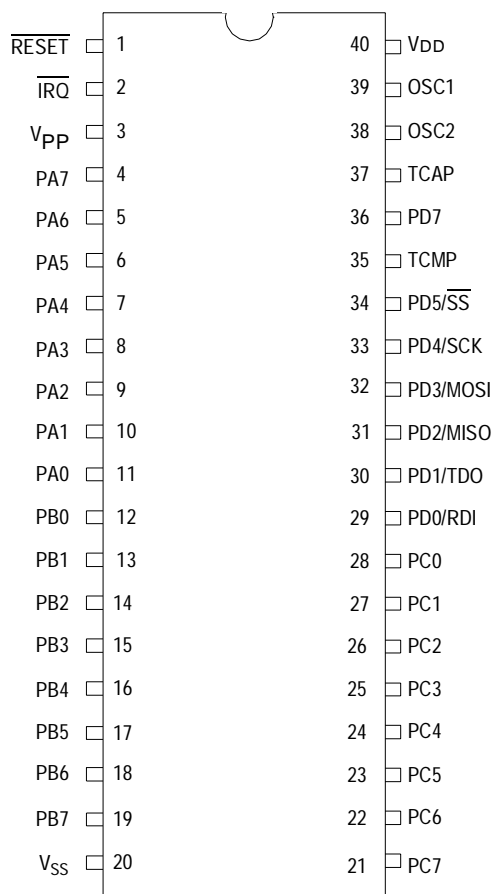 RESET 1 40 VDD
IRQ 2 39 OSC1
VPP 3 38 OSC2
PA7 4 37 TCAP
PA6 5 36 PD7
PA5 6 35 TCMP
PA4 7 34 PD5/SS
PA3 8 33 PD4/SCK
PA2 9 32 PD3/MOSI
PA1 10 31 PD2/MISO
PA0 11 30 PD1/TDO
PB0 12 29 PD0/RDI
PB1 13 28 PC0
PB2 14 27 PC1
PB3 15 26 PC2
PB4 16 25 PC3
PB5 17 24 PC4
PB6 18 23 PC5
PB7 19 22 PC6
VSS 20 21 PC7